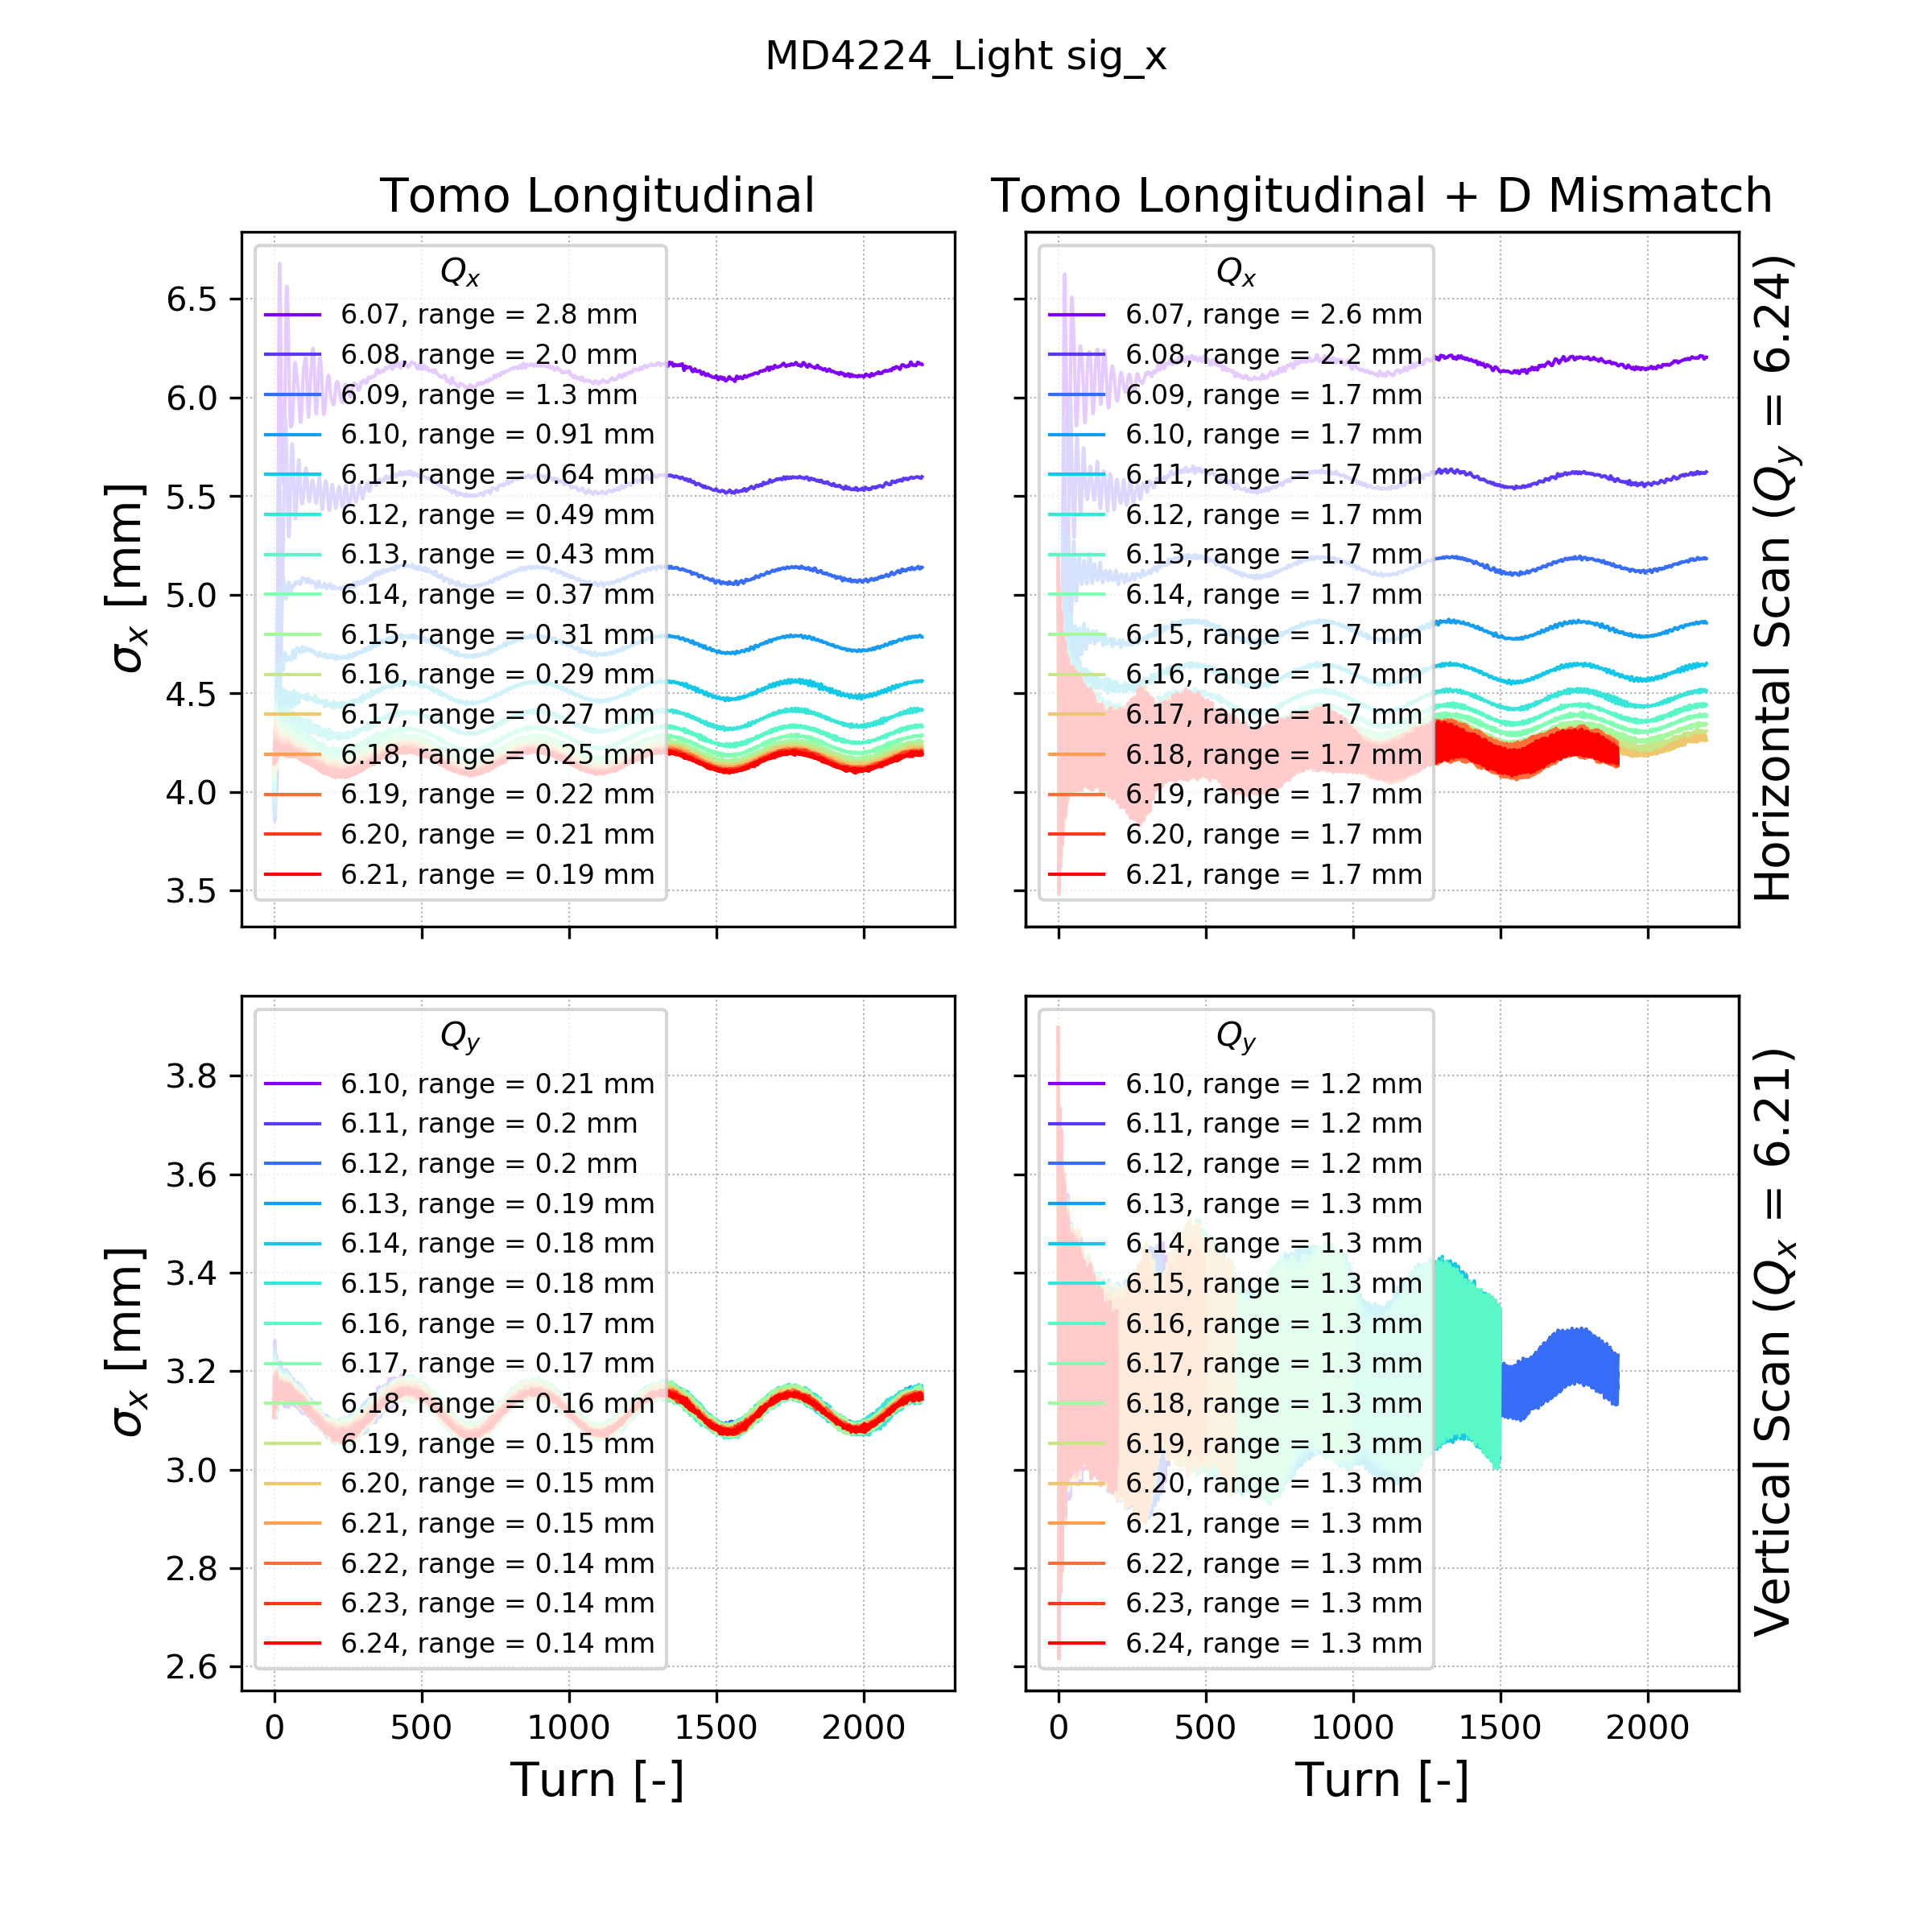 MD4224_Light sig_x
Tomo Longitudinal
σx [mm]
6.5
6.0
5.5
5.0
4.5
4.0
3.5
Qx
6.07, range = 2.8 mm
6.08, range = 2.0 mm
6.09, range = 1.3 mm
6.10, range = 0.91 mm
6.11, range = 0.64 mm
6.12, range = 0.49 mm
6.13, range = 0.43 mm
6.14, range = 0.37 mm
6.15, range = 0.31 mm
6.16, range = 0.29 mm
6.17, range = 0.27 mm
6.18, range = 0.25 mm
6.19, range = 0.22 mm
6.20, range = 0.21 mm
6.21, range = 0.19 mm
Tomo Longitudinal + D Mismatch
Qx
6.07, range = 2.6 mm
6.08, range = 2.2 mm
6.09, range = 1.7 mm
6.10, range = 1.7 mm
6.11, range = 1.7 mm
6.12, range = 1.7 mm
6.13, range = 1.7 mm
6.14, range = 1.7 mm
6.15, range = 1.7 mm
6.16, range = 1.7 mm
6.17, range = 1.7 mm
6.18, range = 1.7 mm
6.19, range = 1.7 mm
6.20, range = 1.7 mm
6.21, range = 1.7 mm
Horizontal Scan (Qy = 6.24)
σx [mm]
3.8
3.6
3.4
3.2
3.0
2.8
2.6
Qy
6.10, range = 0.21 mm
6.11, range = 0.2 mm
6.12, range = 0.2 mm
6.13, range = 0.19 mm
6.14, range = 0.18 mm
6.15, range = 0.18 mm
6.16, range = 0.17 mm
6.17, range = 0.17 mm
6.18, range = 0.16 mm
6.19, range = 0.15 mm
6.20, range = 0.15 mm
6.21, range = 0.15 mm
6.22, range = 0.14 mm
6.23, range = 0.14 mm
6.24, range = 0.14 mm
0 500 1000 1500 2000
Turn [-]
Qy
6.10, range = 1.2 mm
6.11, range = 1.2 mm
6.12, range = 1.2 mm
6.13, range = 1.3 mm
6.14, range = 1.3 mm
6.15, range = 1.3 mm
6.16, range = 1.3 mm
6.17, range = 1.3 mm
6.18, range = 1.3 mm
6.19, range = 1.3 mm
6.20, range = 1.3 mm
6.21, range = 1.3 mm
6.22, range = 1.3 mm
6.23, range = 1.3 mm
6.24, range = 1.3 mm
0 500 1000 1500 2000
Turn [-]
Vertical Scan (Qx = 6.21)